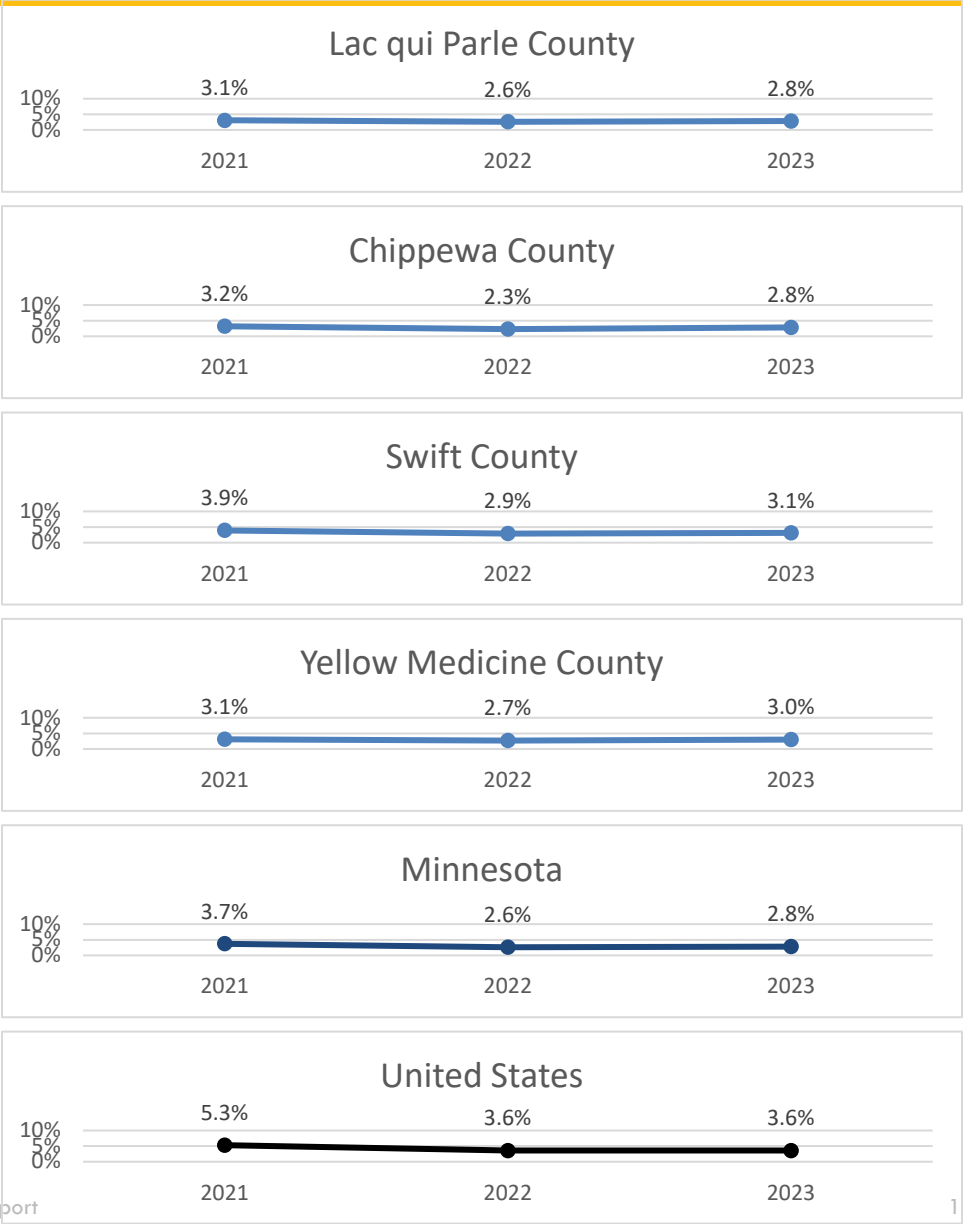 Lac qui Parle County
3.1% 2.6% 2.8%
10%
5%
0%
2021 2022 2023
Chippewa County
3.2% 2.3% 2.8%
10%
5%
0%
2021 2022 2023
Swift County
3.9% 2.9% 3.1%
10%
5%
0%
2021 2022 2023
Yellow Medicine County
3.1% 2.7% 3.0%
10%
5%
0%
2021 2022 2023
Minnesota
3.7% 2.6% 2.8%
10%
5%
0%
2021 2022 2023
United States
5.3% 3.6% 3.6%
10%
5%
0%
2021 2022 2023
port 1